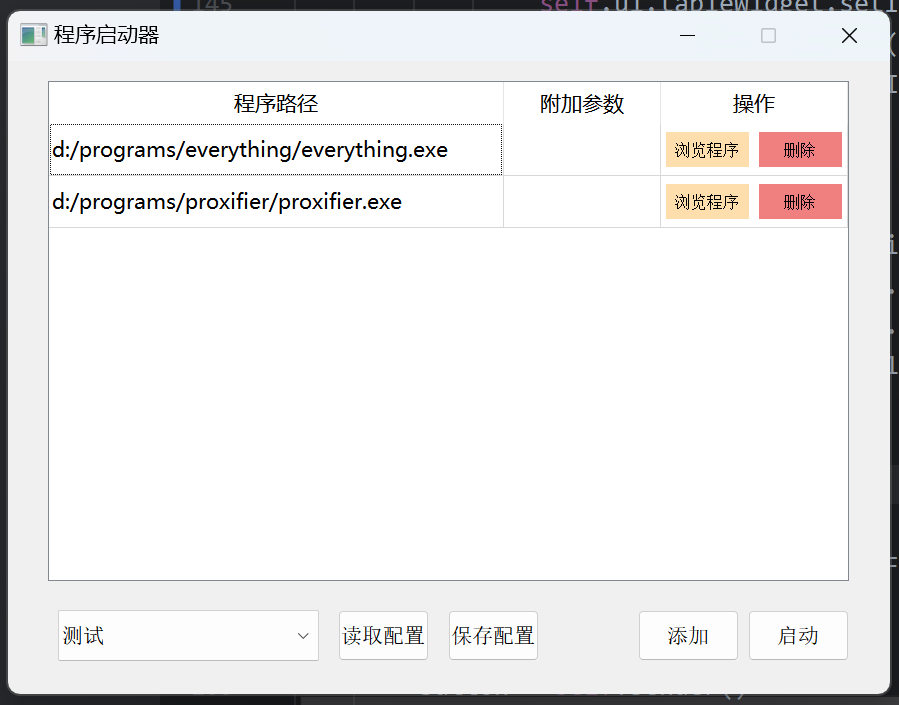 145
程序启动器
程序路径 附加参数 操作
d:/programs/everything/everything.exe 浏览程序 删除
d:/programs/proxifier/proxifier.exe 浏览程序 删除
测试 读取配置 保存配置 添加 启动